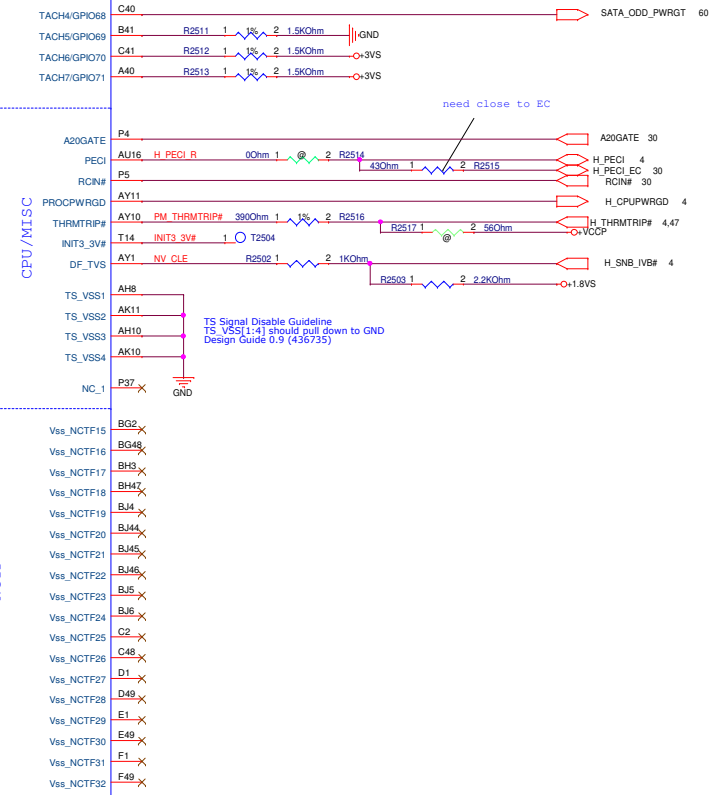 TACH4/GPIO68 C40 SATA_ODD_PWRGT 60
TACH5/GPIO69 B41 R2511 1 1% 2 1.5KOhm GND
TACH6/GPIO70 C41 R2512 1 1% 2 1.5KOhm +3VS
TACH7/GPIO71 A40 R2513 1 1% 2 1.5KOhm +3VS
need close to EC
CPU/MISC
A20GATE P4 A20GATE 30
PECI AU16 H_PECI_R 0Ohm 1 @ 2 R2514 H_PECI 4
43Ohm 1 2 R2515 H_PECI_EC 30
RCIN# P5 RCIN# 30
PROCPWRGD AY11 H_CPUPWRGD 4
THRMTRIP# AY10 PM_THRMTRIP# 390Ohm 1 1% 2 R2516 H_THRMTRIP# 4,47
R2517 1 @ 2 56Ohm +VCCP
INIT3_3V# T14 INIT3_3V# 1 T2504
DF_TVS AY1 NV_CLE R2502 1 2 1KOhm H_SNB_IVB# 4
R2503 1 2 2.2KOhm +1.8VS
TS_VSS1 AH8
TS_VSS2 AK11
TS_VSS3 AH10
TS_VSS4 AK10
TS Signal Disable Guideline
TS_VSS[1:4] should pull down to GND
Design Guide 0.9 (436735)
GND
NC_1 P37
Vss_NCTF15 BG2
Vss_NCTF16 BG48
Vss_NCTF17 BH3
Vss_NCTF18 BH47
Vss_NCTF19 BJ4
Vss_NCTF20 BJ44
Vss_NCTF21 BJ45
Vss_NCTF22 BJ46
Vss_NCTF23 BJ5
Vss_NCTF24 BJ6
Vss_NCTF25 C2
Vss_NCTF26 C48
Vss_NCTF27 D1
Vss_NCTF28 D49
Vss_NCTF29 E1
Vss_NCTF30 E49
Vss_NCTF31 F1
Vss_NCTF32 F49